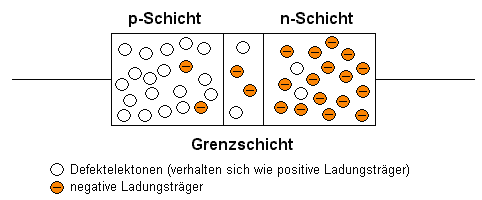 p-Schicht n-Schicht
Grenzschicht
Defektelektonen (verhalten sich wie positive Ladungsträger)
negative Ladungsträger